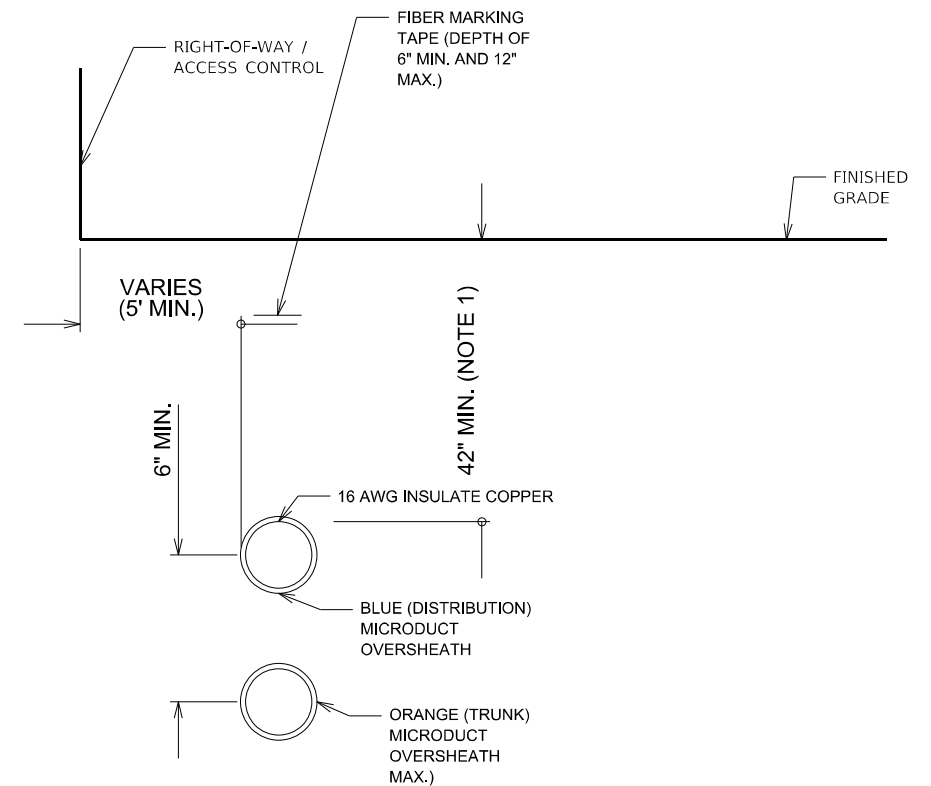 FIBER MARKING
TAPE (DEPTH OF
6" MIN. AND 12"
MAX.)
RIGHT-OF-WAY /
ACCESS CONTROL
FINISHED
GRADE
VARIES
(5' MIN.)
42" MIN. (NOTE 1)
6" MIN.
16 AWG INSULATE COPPER
BLUE (DISTRIBUTION)
MICRODUCT
OVERSHEATH
ORANGE (TRUNK)
MICRODUCT
OVERSHEATH
MAX.)